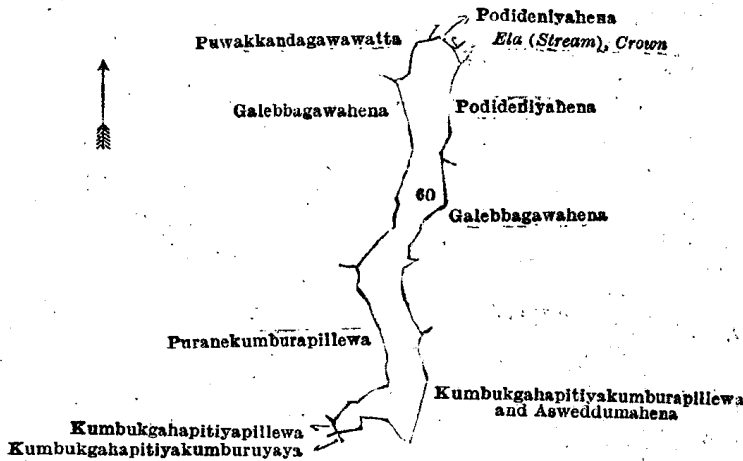 Podideniyahena
Puwakkandagawawatta
Ela (Stream), Crown
Galebbagawahena
Podideniyahena
60
Galebbagawahena
Puranekumburapillewa
Kumbukgahapitiyakumburapillewa
and Asweddumahena
Kumbukgahapitiyapillewa
Kumbukgahapitiyakumburuyaya